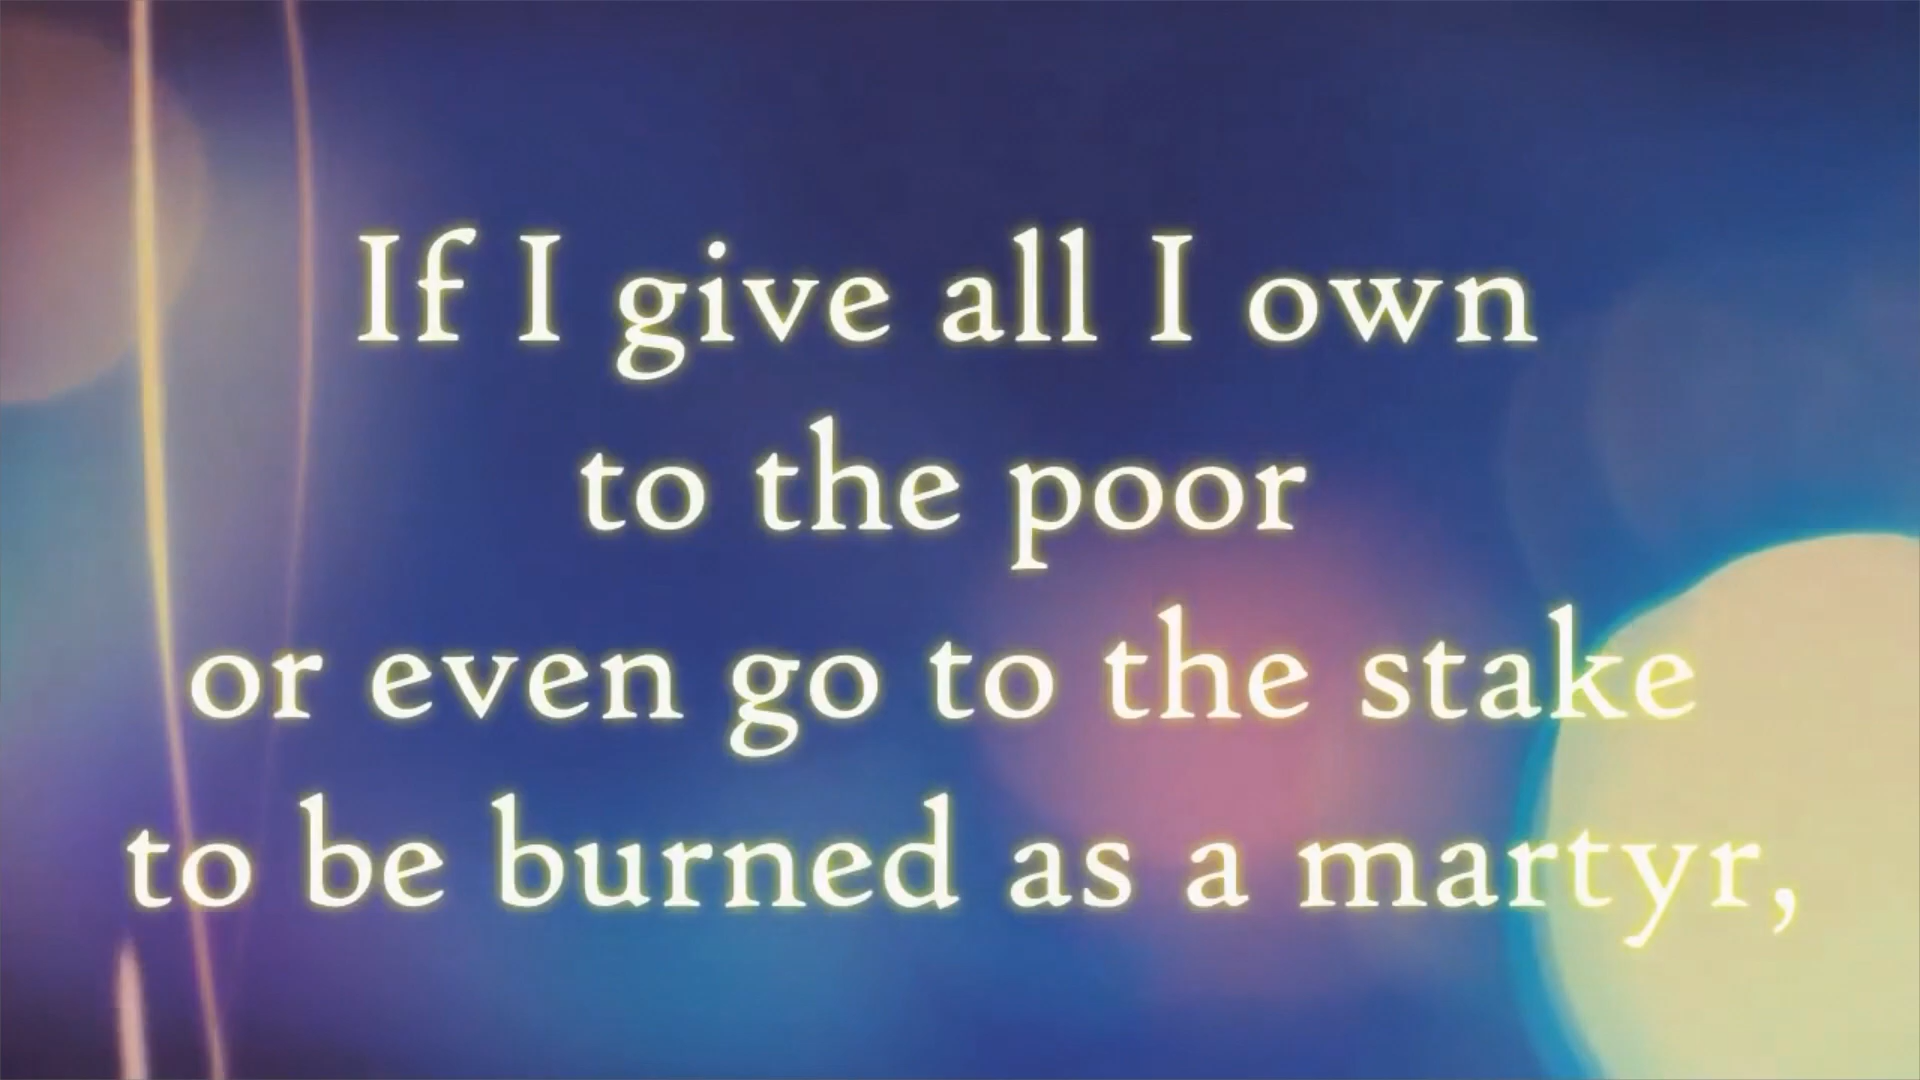 If I give all I own
to the poor
or even go to the stake
to be burned as a martyr,